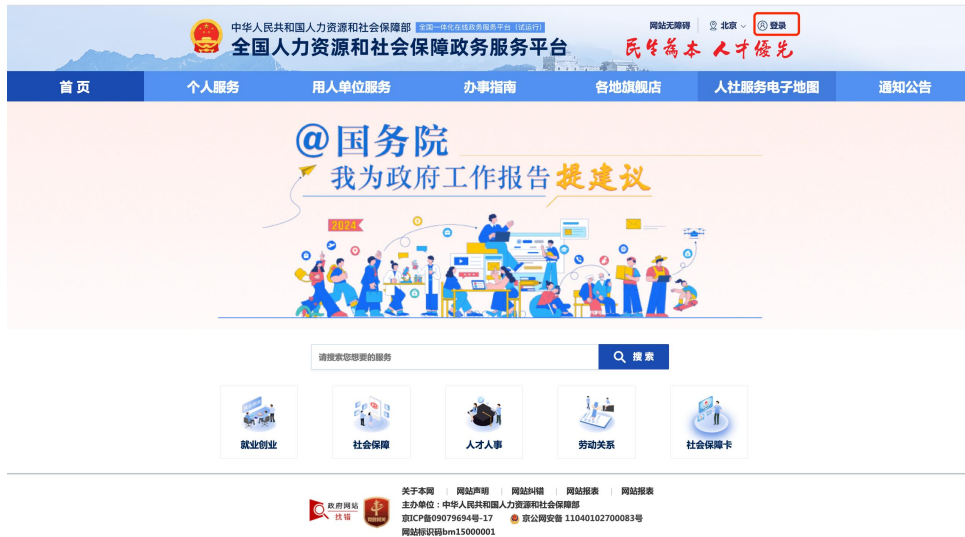 中华人民共和国人力资源和社会保障部 全国一体化在线政务服务平台（试运行）
网站无障碍 北京 登录
全国人力资源和社会保障政务服务平台
民生为本 人才優先
首 页 个人服务 用人单位服务 办事指南 各地旗舰店 人社服务电子地图 通知公告
@国务院
我为政府工作报告提建议
2024
请搜索您想要的服务 搜 索
就业创业 社会保障 人才人事 劳动关系 社会保障卡
关于本网 网站声明 网站纠错 网站报表 网站报表
政府网站
找错
主办单位：中华人民共和国人力资源和社会保障部
京ICP备09079694号-17 京公网安备 11040102700083号
网站标识码bm15000001